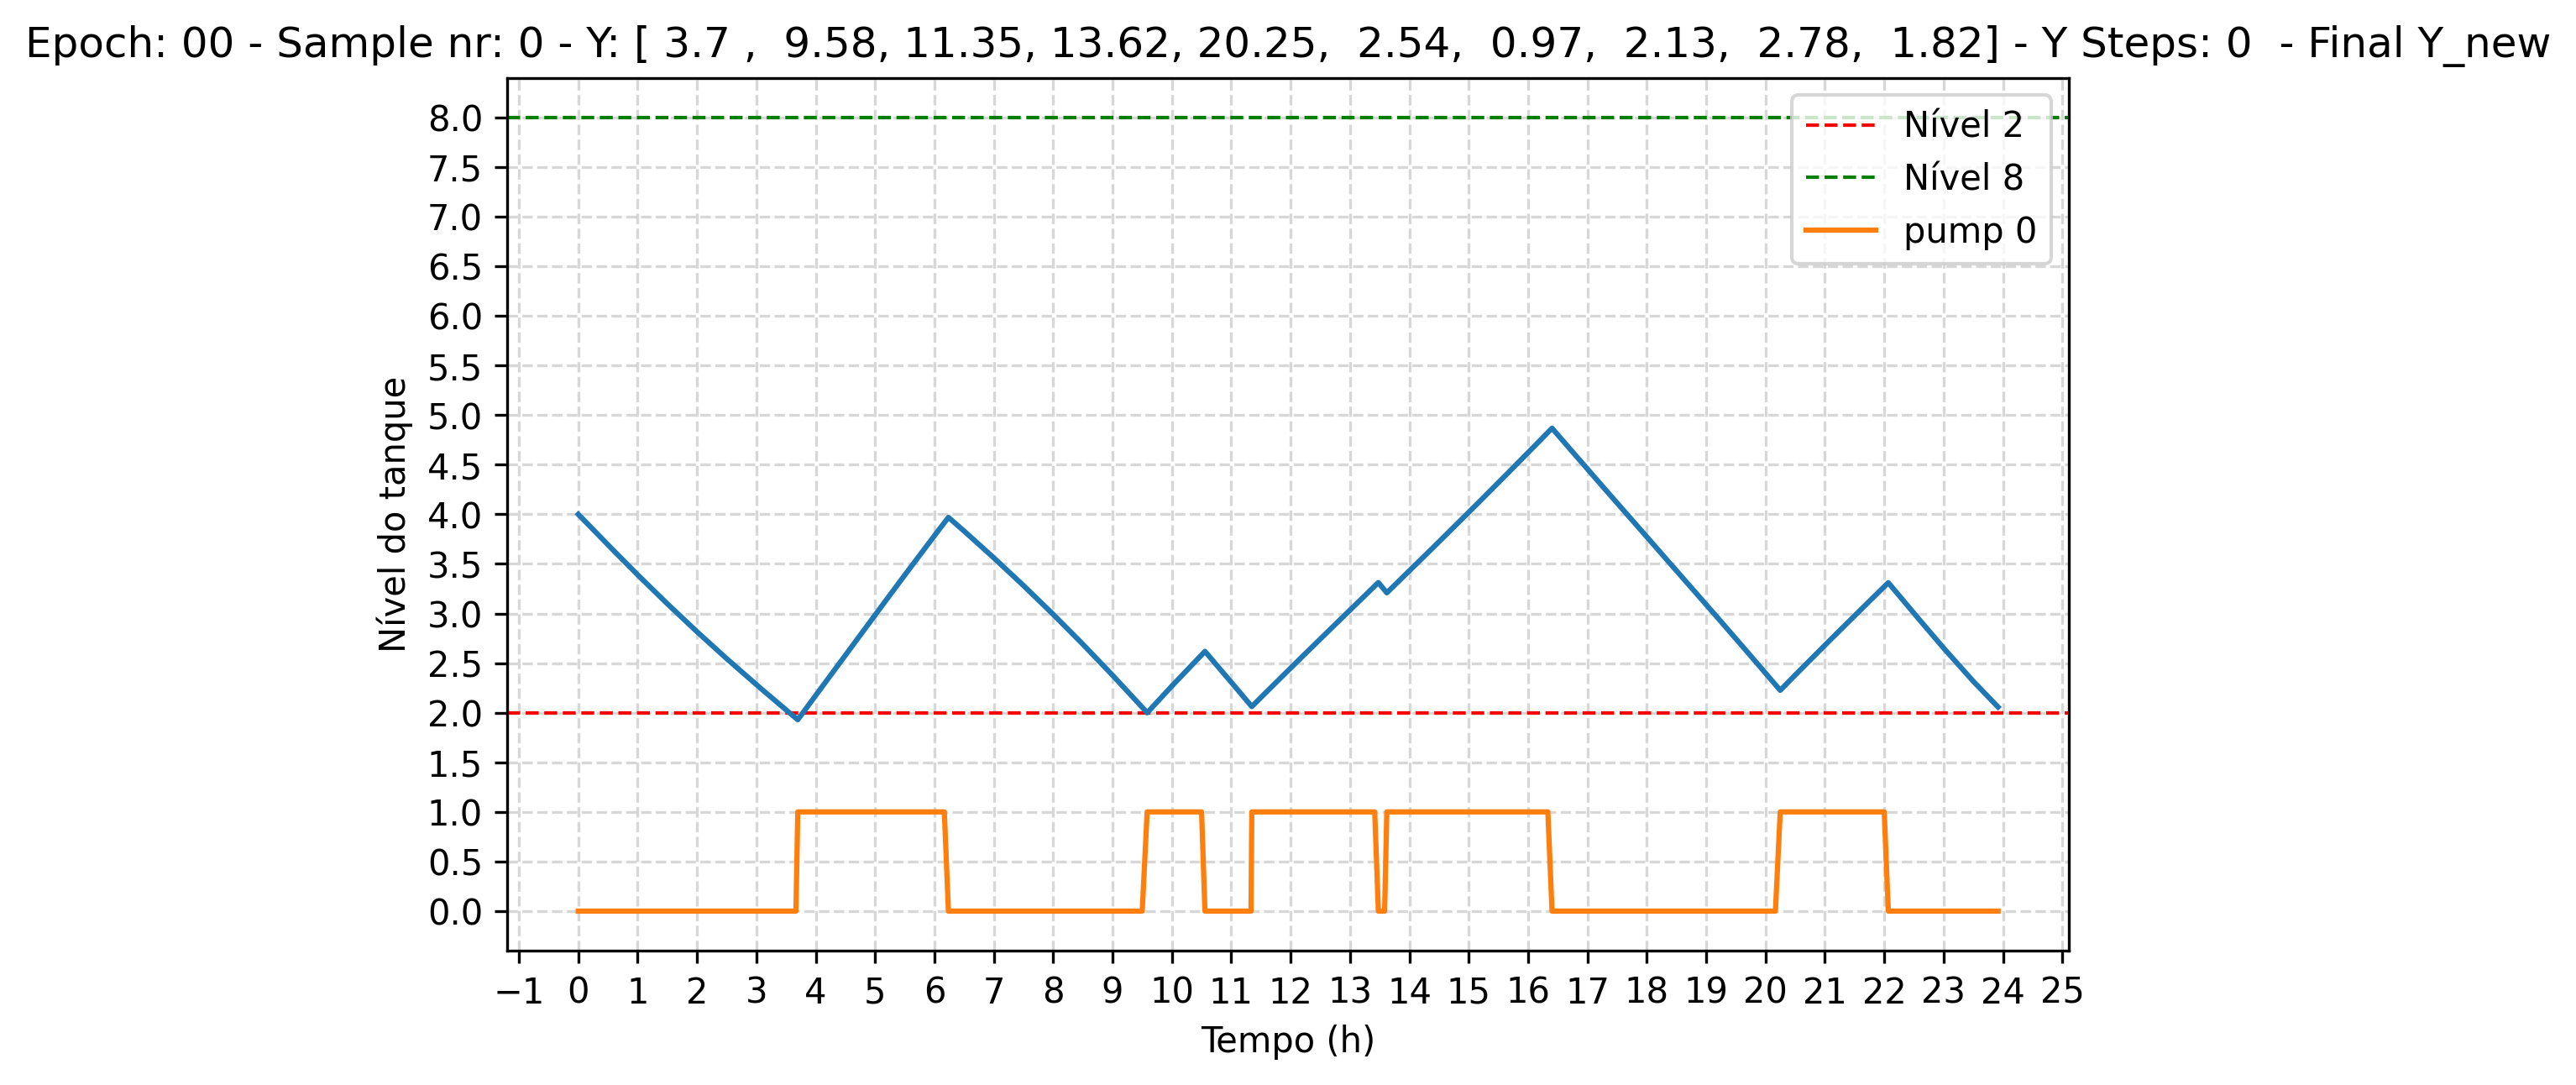 Epoch: 00 - Sample nr: 0 - Y: [ 3.7 ,  9.58, 11.35, 13.62, 20.25,  2.54,  0.97,  2.13,  2.78,  1.82] - Y Steps: 0  - Final Y_new
Nível 2
Nível 8
pump 0
Nível do tanque
8.0
7.5
7.0
6.5
6.0
5.5
5.0
4.5
4.0
3.5
3.0
2.5
2.0
1.5
1.0
0.5
0.0
−1 0 1 2 3 4 5 6 7 8 9 10 11 12 13 14 15 16 17 18 19 20 21 22 23 24 25
Tempo (h)